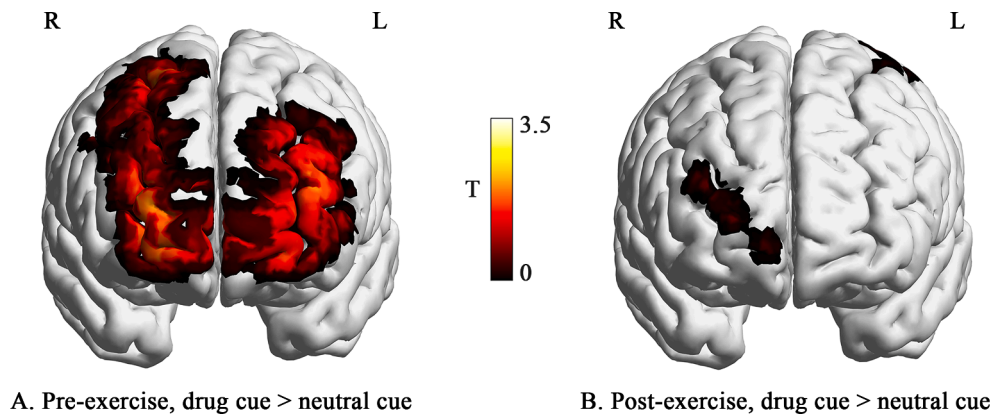 R L R L
3.5
T
0
A. Pre-exercise, drug cue > neutral cue
B. Post-exercise, drug cue > neutral cue